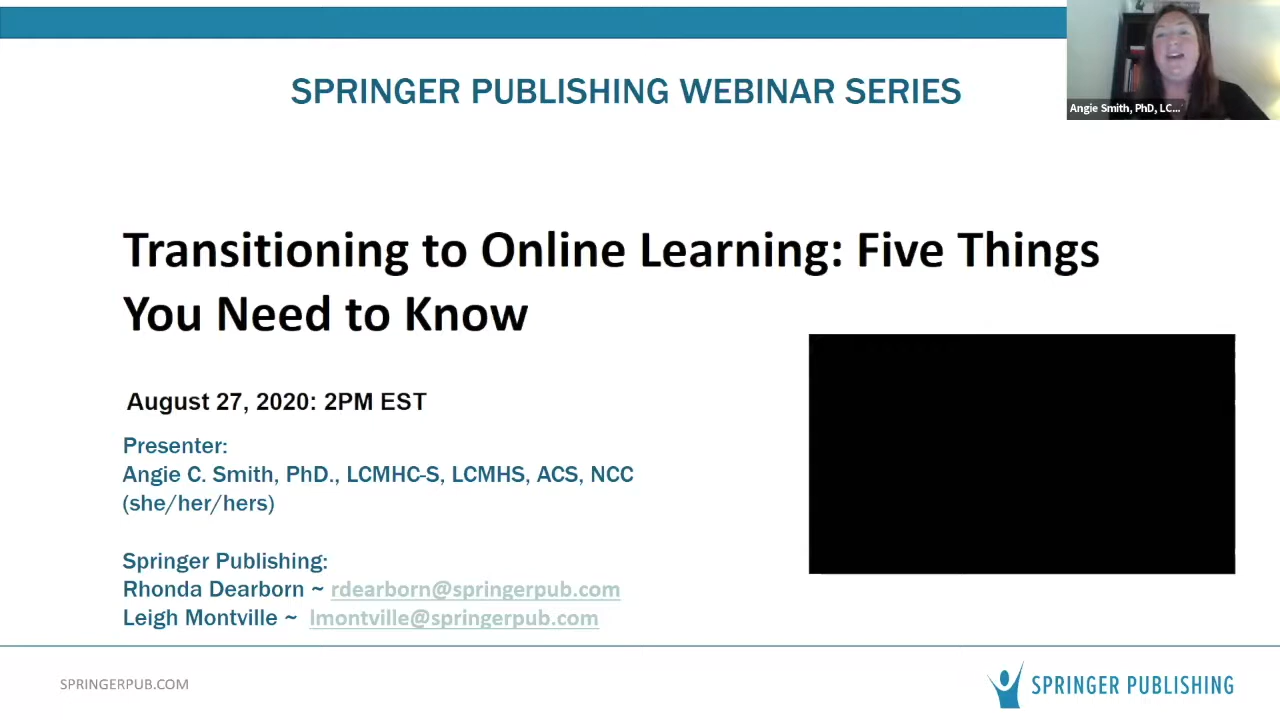 SPRINGER PUBLISHING WEBINAR SERIES
Angie Smith, PhD, LC...
Transitioning to Online Learning: Five Things
You Need to Know
August 27, 2020: 2PM EST
Presenter:
Angie C. Smith, PhD., LCMHC-S, LCMHS, ACS, NCC
(she/her/hers)
Springer Publishing:
Rhonda Dearborn ~ rdearborn@springerpub.com
Leigh Montville ~ lmontville@springerpub.com
SPRINGERPUB.COM
SPRINGER PUBLISHING